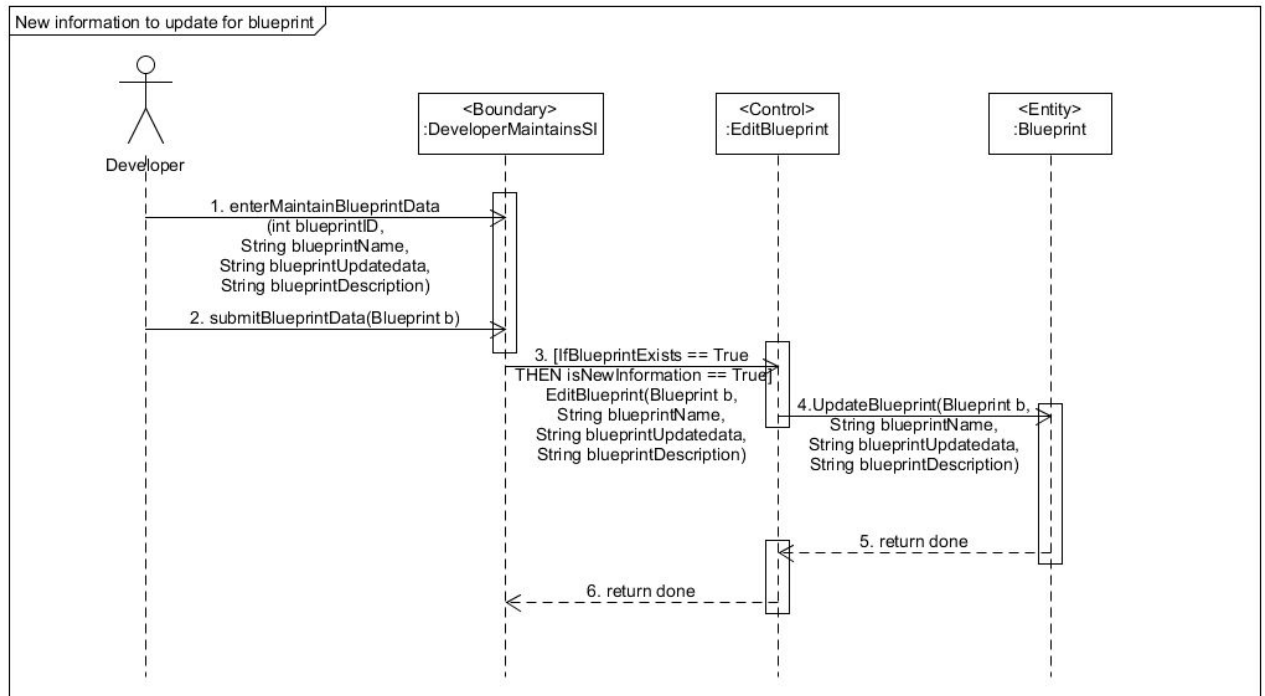 New information to update for blueprint
Developer
<Boundary>
:DeveloperMaintainsSI
<Control>
:EditBlueprint
<Entity>
:Blueprint
1. enterMaintainBlueprintData
(int blueprintID,
String blueprintName,
String blueprintUpdatedata,
String blueprintDescription)
2. submitBlueprintData(Blueprint b)
3. [IfBlueprintExists == True
THEN isNewInformation == True]
EditBlueprint(Blueprint b,
String blueprintName,
String blueprintUpdatedata,
String blueprintDescription)
4.UpdateBlueprint(Blueprint b,
String blueprintName,
String blueprintUpdatedata,
String blueprintDescription)
5. return done
6. return done